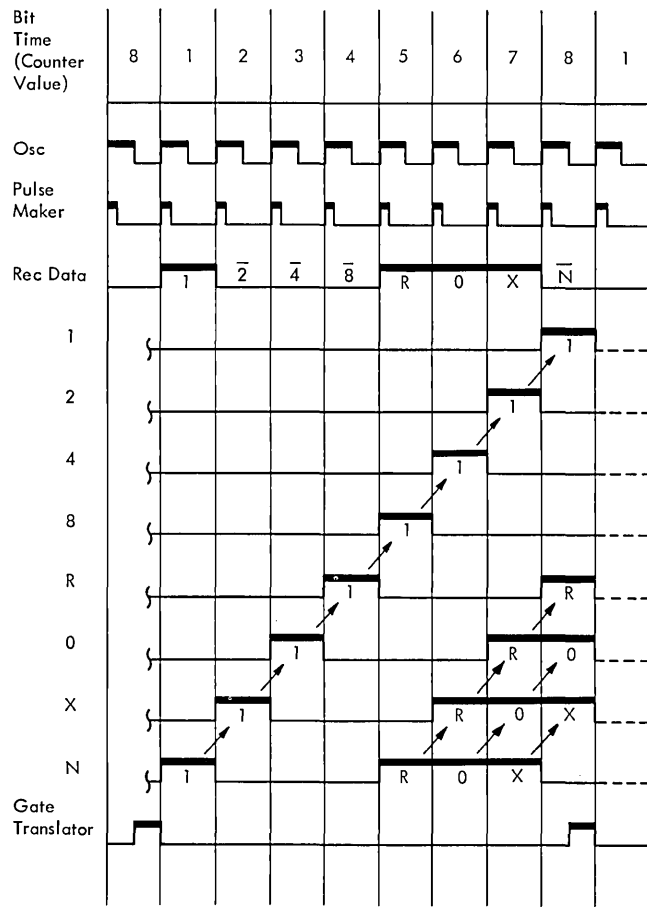 Bit
Time
(Counter
Value)
8 1 2 3 4 5 6 7 8 1
Osc
Pulse
Maker
Rec Data
1 2̅ 4̅ 8̅ R 0 X N̅
1
1
2
1
4
1
8
1
R
1 R
0
1 R 0
X
1 R 0 X
N
1 R 0 X
Gate
Translator